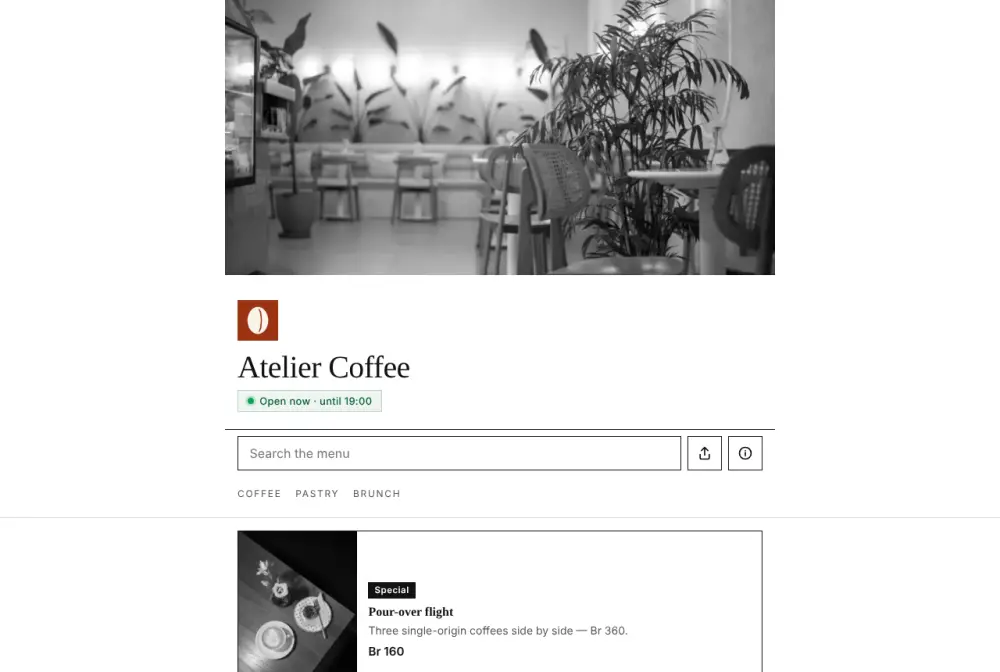 Atelier Coffee
Open now · until 19:00
Search the menu
COFFEE PASTRY BRUNCH
Special
Pour-over flight
Three single-origin coffees side by side — Br 360.
Br 160